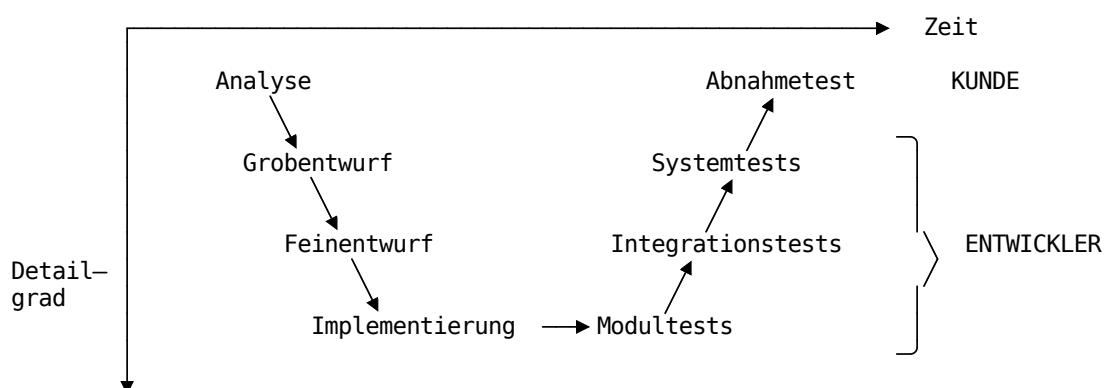 Zeit
Analyse Abnahmetest KUNDE
Grobentwurf Systemtests
Feinentwurf Integrationstests ENTWICKLER
Detail–
grad
Implementierung Modultests